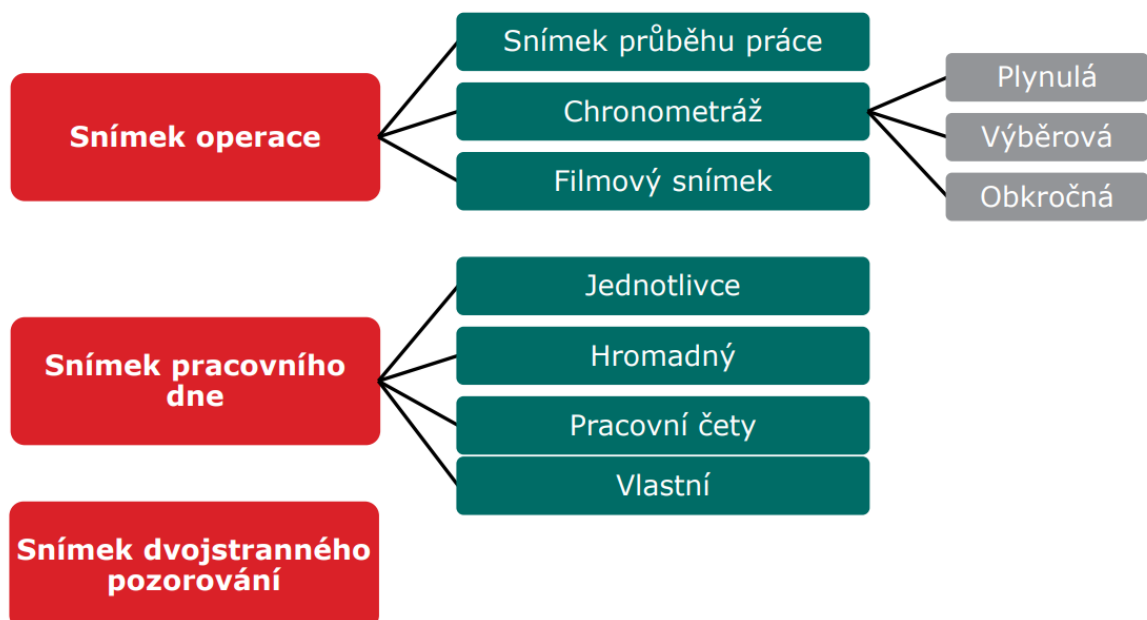 Snímek operace
Snímek průběhu práce
Chronometráž
Filmový snímek
Plynulá
Výběrová
Obkročná
Snímek pracovního
dne
Jednotlivce
Hromadný
Pracovní čety
Vlastní
Snímek dvojstranného
pozorování